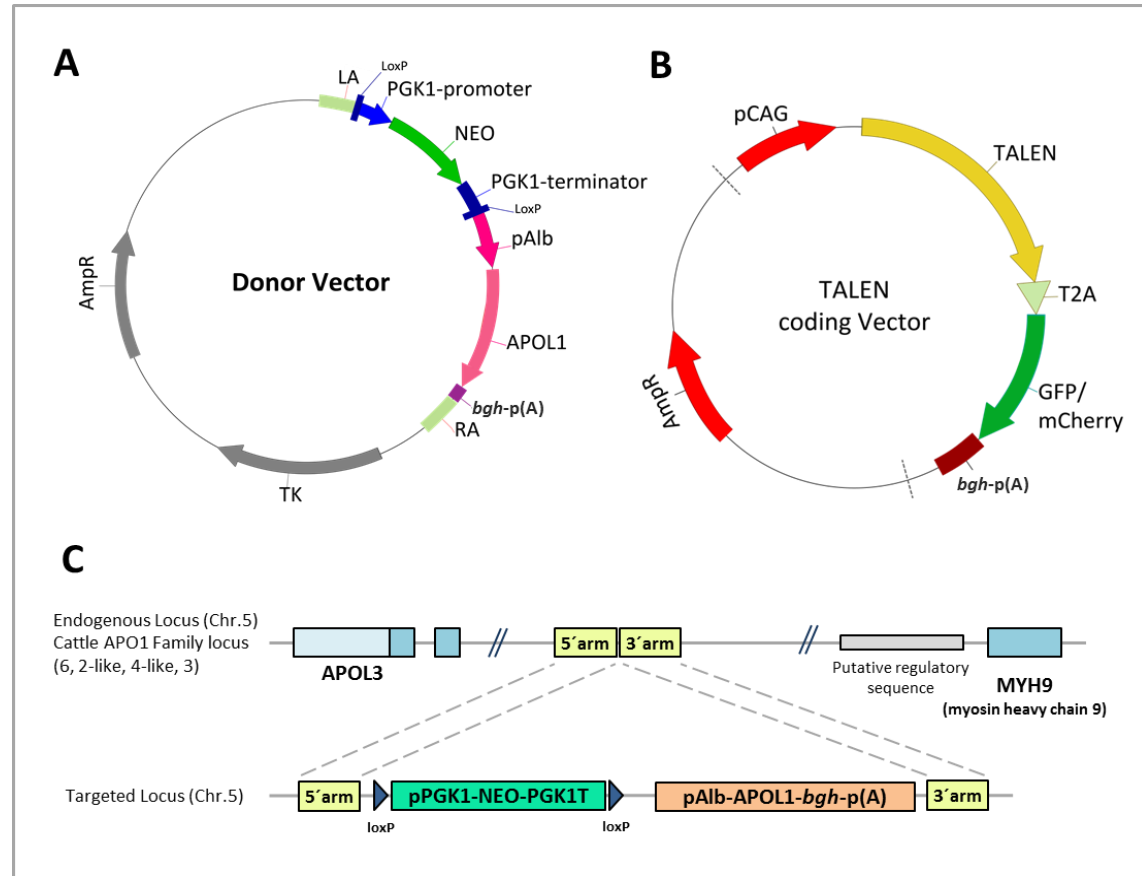 A
LA
LoxP
PGK1-promoter
NEO
PGK1-terminator
LoxP
pAlb
APOL1
bgh-p(A)
RA
TK
AmpR
Donor Vector
B
pCAG
TALEN
T2A
GFP/
mCherry
bgh-p(A)
AmpR
TALEN
coding Vector
C
Endogenous Locus (Chr.5)
Cattle APO1 Family locus
(6, 2-like, 4-like, 3)
APOL3
5´arm
3´arm
Putative regulatory
sequence
MYH9
(myosin heavy chain 9)
Targeted Locus (Chr.5)
5´arm
loxP
pPGK1-NEO-PGK1T
loxP
pAlb-APOL1-bgh-p(A)
3´arm